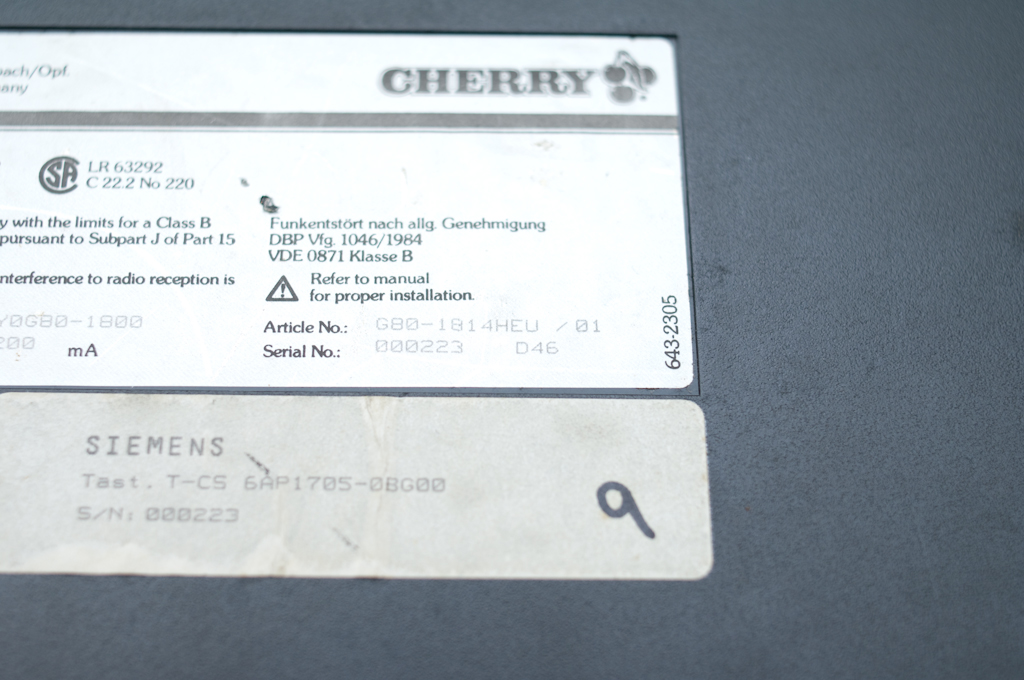 bach/Opf.
any
CHERRY
LR 63292
C 22.2 No 220
y with the limits for a Class B
pursuant to Subpart J of Part 15
nterference to radio reception is
Y0G80-1800
200 mA
Funkentstört nach allg. Genehmigung
DBP Vfg. 1046/1984
VDE 0871 Klasse B
Refer to manual
for proper installation.
Article No.: G80-1814HEU /01
Serial No.: 000223 D46
643-2305
SIEMENS
Tast. T-CS 6AP1705-0BG00
S/N: 000223
9